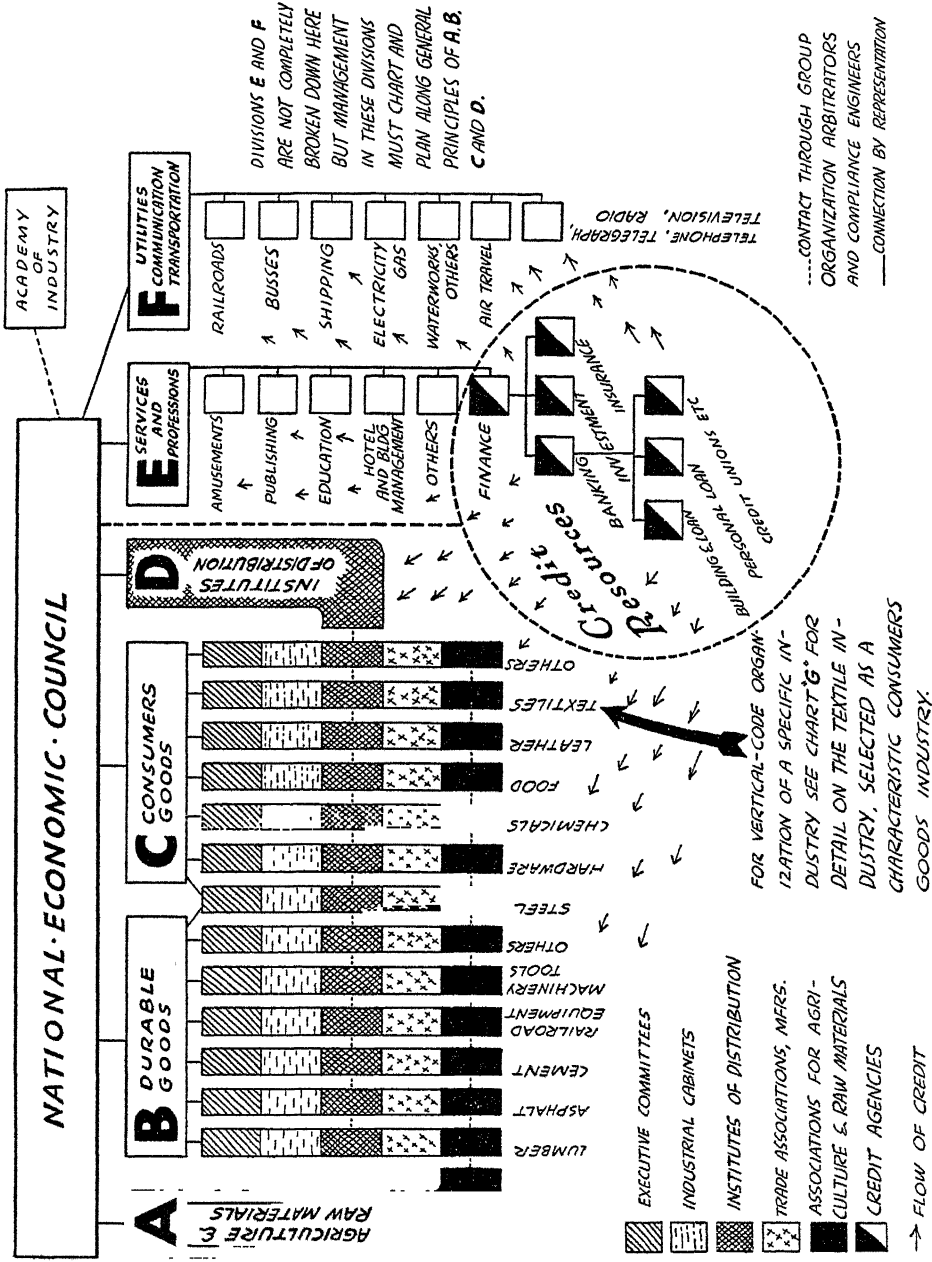 NATIONAL·ECONOMIC·COUNCIL
ACADEMY
OF
INDUSTRY
A
AGRICULTURE &
RAW MATERIALS
B DURABLE
GOODS
C CONSUMERS
GOODS
D
INSTITUTES
OF DISTRIBUTION
E SERVICES
AND
PROFESSIONS
F UTILITIES
COMMUNICATION
TRANSPORTATION
LUMBER
ASPHALT
CEMENT
RAILROAD
EQUIPMENT
MACHINERY
TOOLS
OTHERS
STEEL
HARDWARE
CHEMICALS
FOOD
LEATHER
TEXTILES
OTHERS
AMUSEMENTS
PUBLISHING
EDUCATION
HOTEL
AND BLDG
MANAGEMENT
OTHERS
FINANCE
RAILROADS
BUSSES
SHIPPING
ELECTRICITY
GAS
WATERWORKS,
OTHERS
AIR TRAVEL
TELEPHONE, TELEGRAPH,
TELEVISION, RADIO
DIVISIONS E AND F
ARE NOT COMPLETELY
BROKEN DOWN HERE
BUT MANAGEMENT
IN THESE DIVISIONS
MUST CHART AND
PLAN ALONG GENERAL
PRINCIPLES OF A.B.
C AND D.
Credit
Resources
BANKING
INVESTMENT
INSURANCE
BUILDING & LOAN
PERSONAL LOAN
CREDIT UNIONS ETC
EXECUTIVE COMMITTEES
INDUSTRIAL CABINETS
INSTITUTES OF DISTRIBUTION
TRADE ASSOCIATIONS, MFRS.
ASSOCIATIONS FOR AGRI-
CULTURE & RAW MATERIALS
CREDIT AGENCIES
→ FLOW OF CREDIT
FOR VERTICAL-CODE ORGAN-
IZATION OF A SPECIFIC IN-
DUSTRY SEE CHART "G" FOR
DETAIL ON THE TEXTILE IN-
DUSTRY, SELECTED AS A
CHARACTERISTIC CONSUMERS
GOODS INDUSTRY.
....CONTACT THROUGH GROUP
ORGANIZATION ARBITRATORS
AND COMPLIANCE ENGINEERS
___CONNECTION BY REPRESENTATION